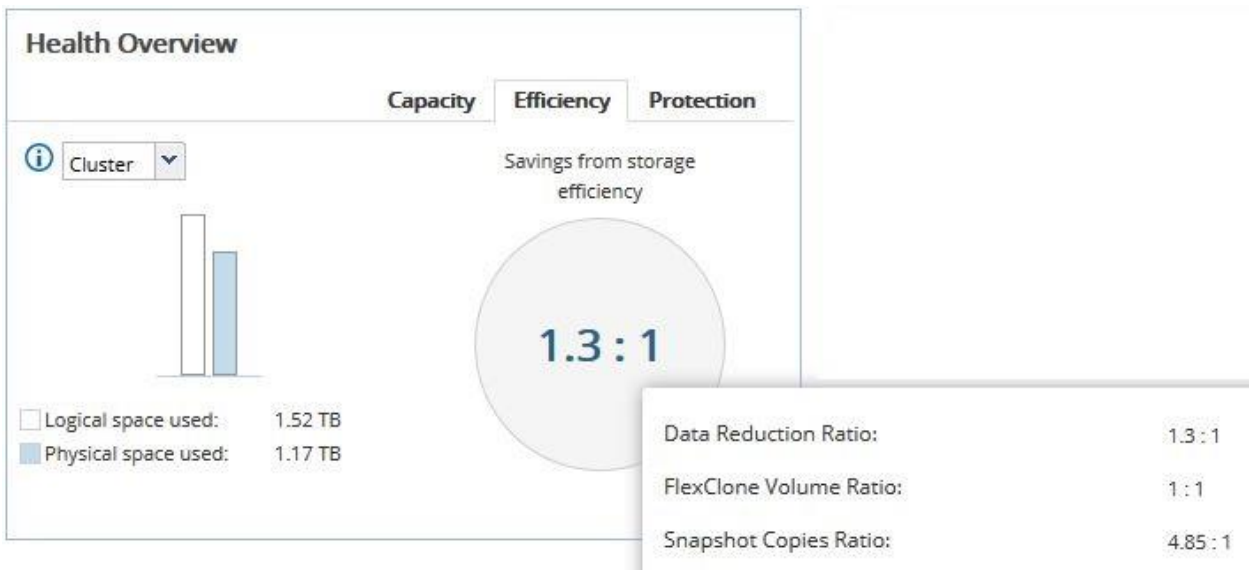 Health Overview
Capacity Efficiency Protection
Cluster
Savings from storage
efficiency
1.3 : 1
Logical space used: 1.52 TB
Physical space used: 1.17 TB
Data Reduction Ratio: 1.3 : 1
FlexClone Volume Ratio: 1 : 1
Snapshot Copies Ratio: 4.85 : 1